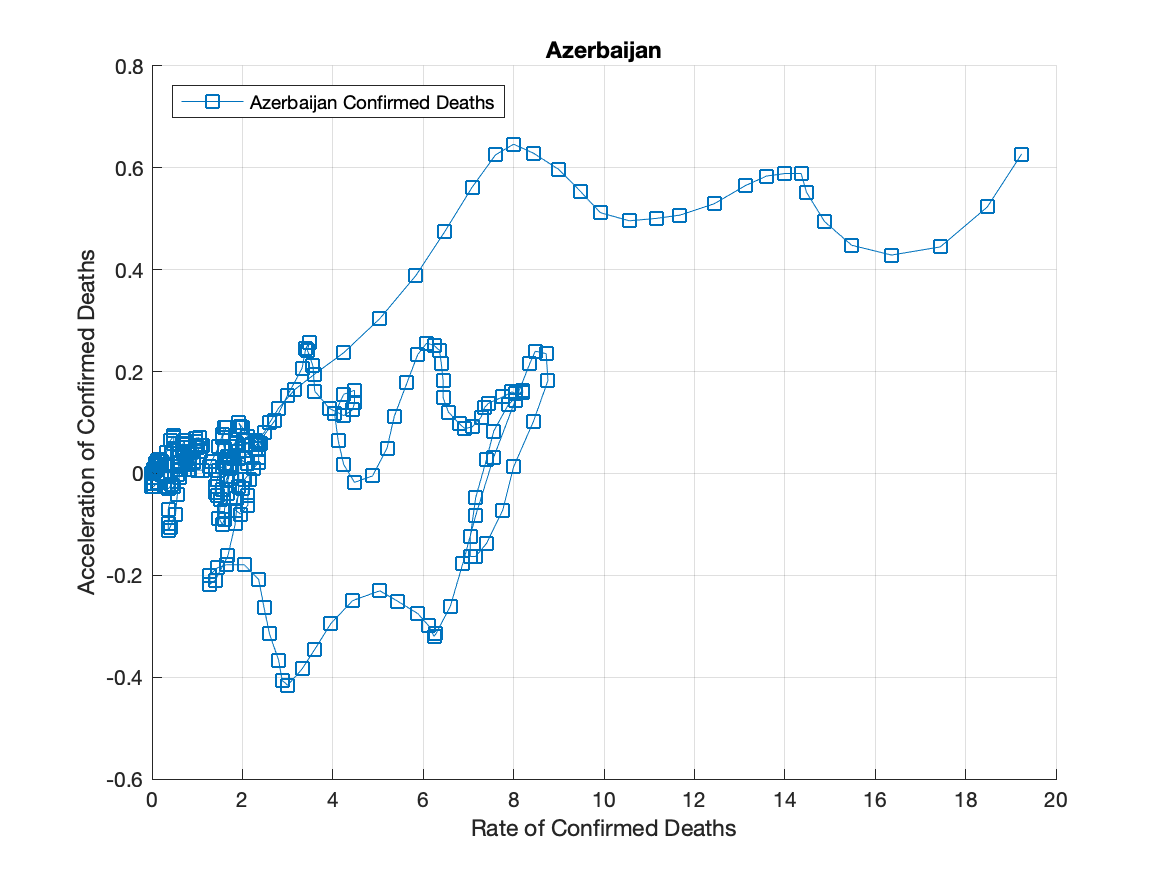 Azerbaijan
0.8
Azerbaijan Confirmed Deaths
0.6
0.4
0.2
0
-0.2
-0.4
-0.6
Acceleration of Confirmed Deaths
0 2 4 6 8 10 12 14 16 18 20
Rate of Confirmed Deaths